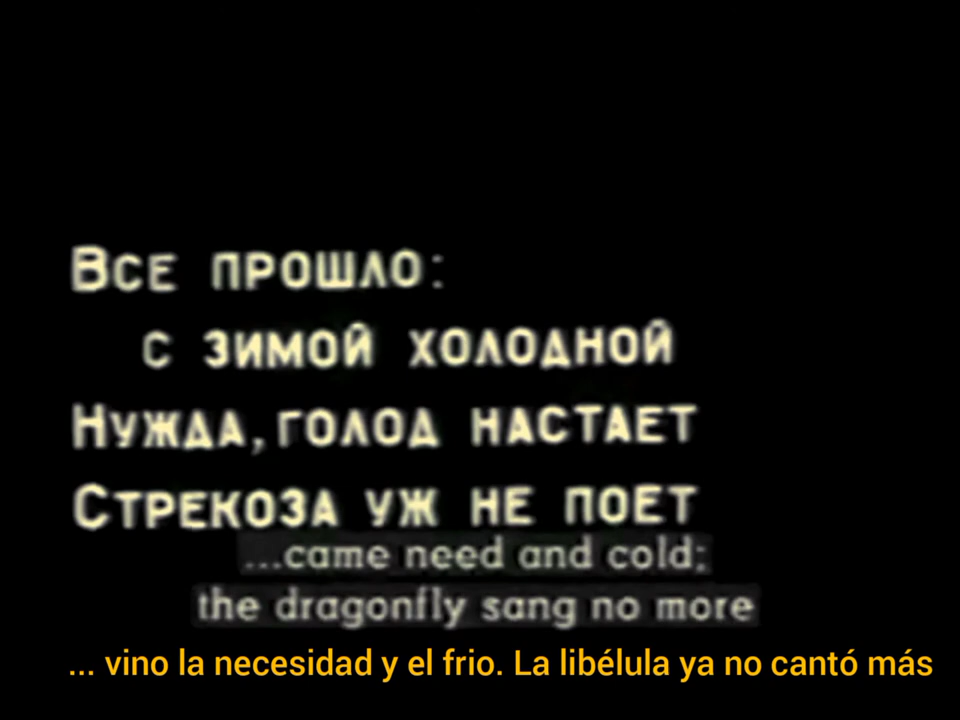 Все прошло:
с зимой холодной
Нужда, голод настает
Стрекоза уж не поет
...came need and cold;
the dragonfly sang no more
... vino la necesidad y el frio. La libélula ya no cantó más